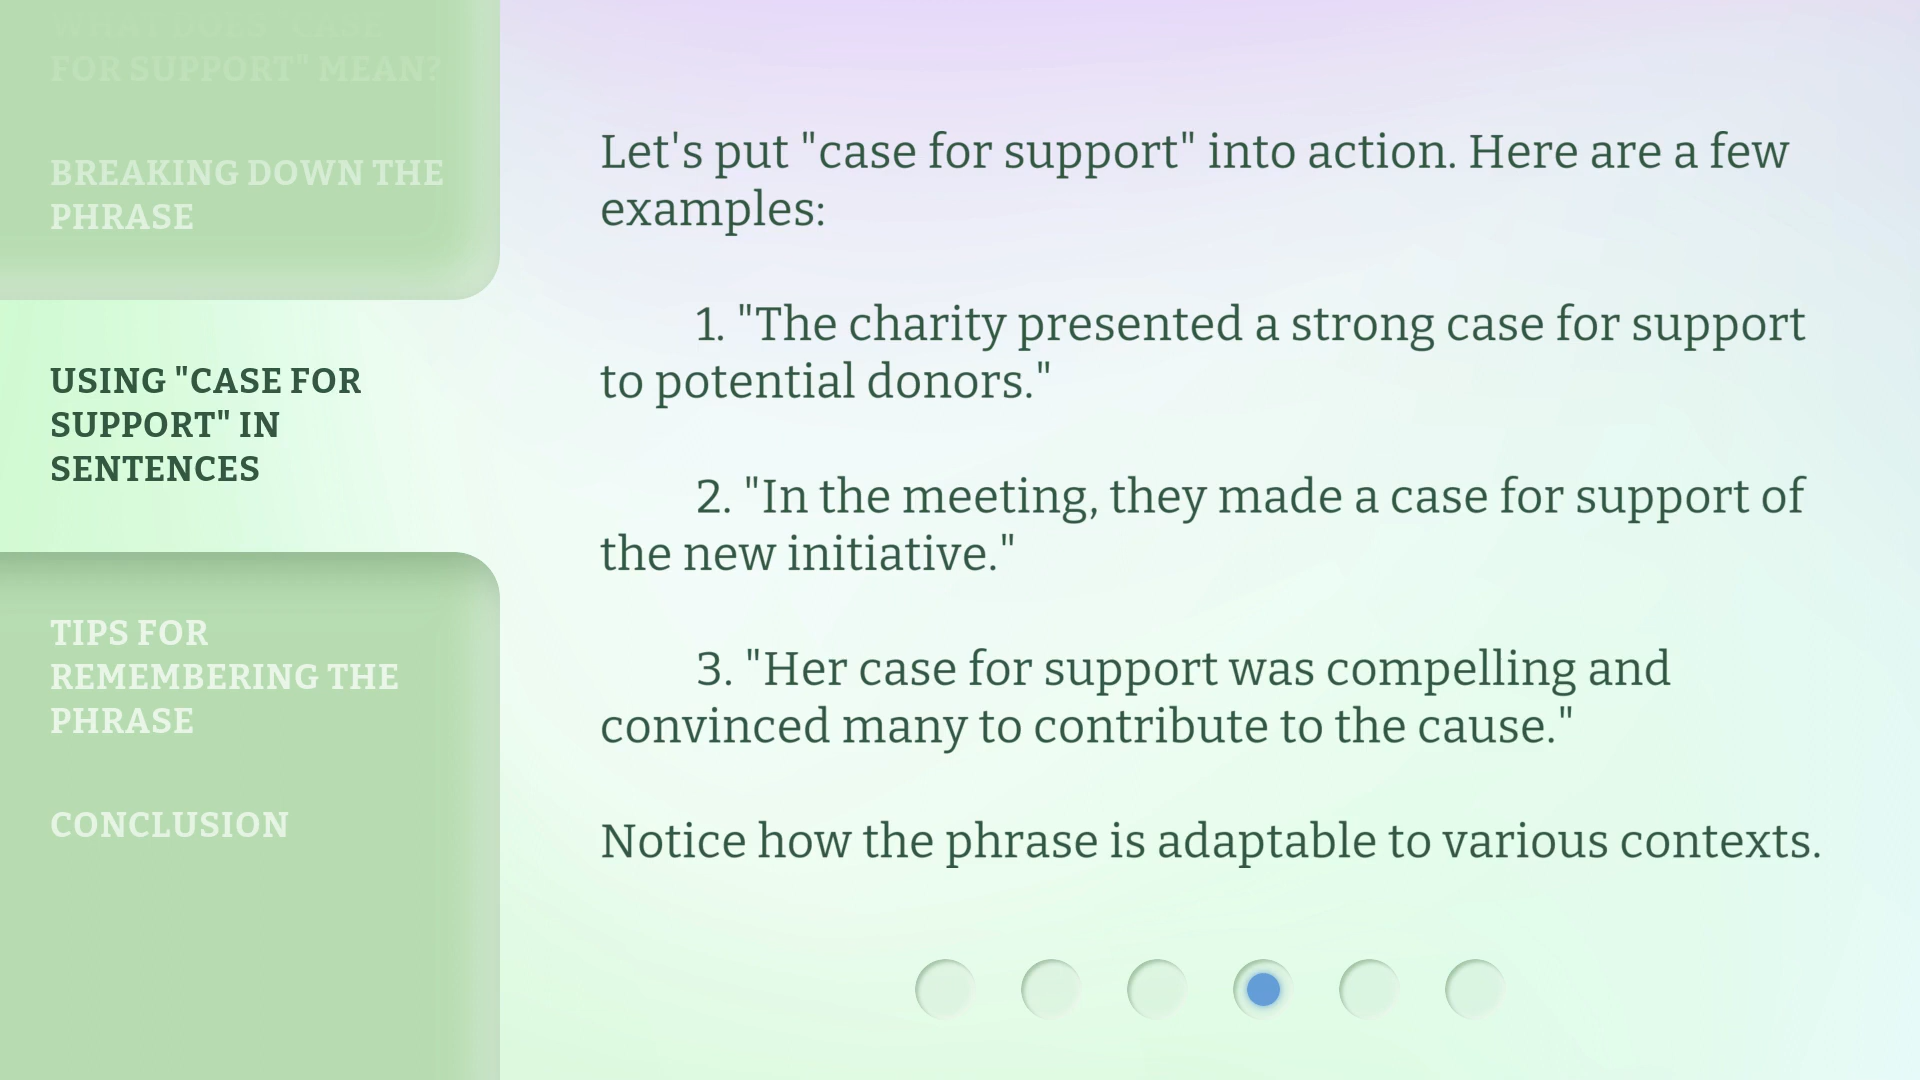 WHAT DOES "CASE
FOR SUPPORT" MEAN?
BREAKING DOWN THE
PHRASE
USING "CASE FOR
SUPPORT" IN
SENTENCES
TIPS FOR
REMEMBERING THE
PHRASE
CONCLUSION
Let's put "case for support" into action. Here are a few
examples:
1. "The charity presented a strong case for support
to potential donors."
2. "In the meeting, they made a case for support of
the new initiative."
3. "Her case for support was compelling and
convinced many to contribute to the cause."
Notice how the phrase is adaptable to various contexts.